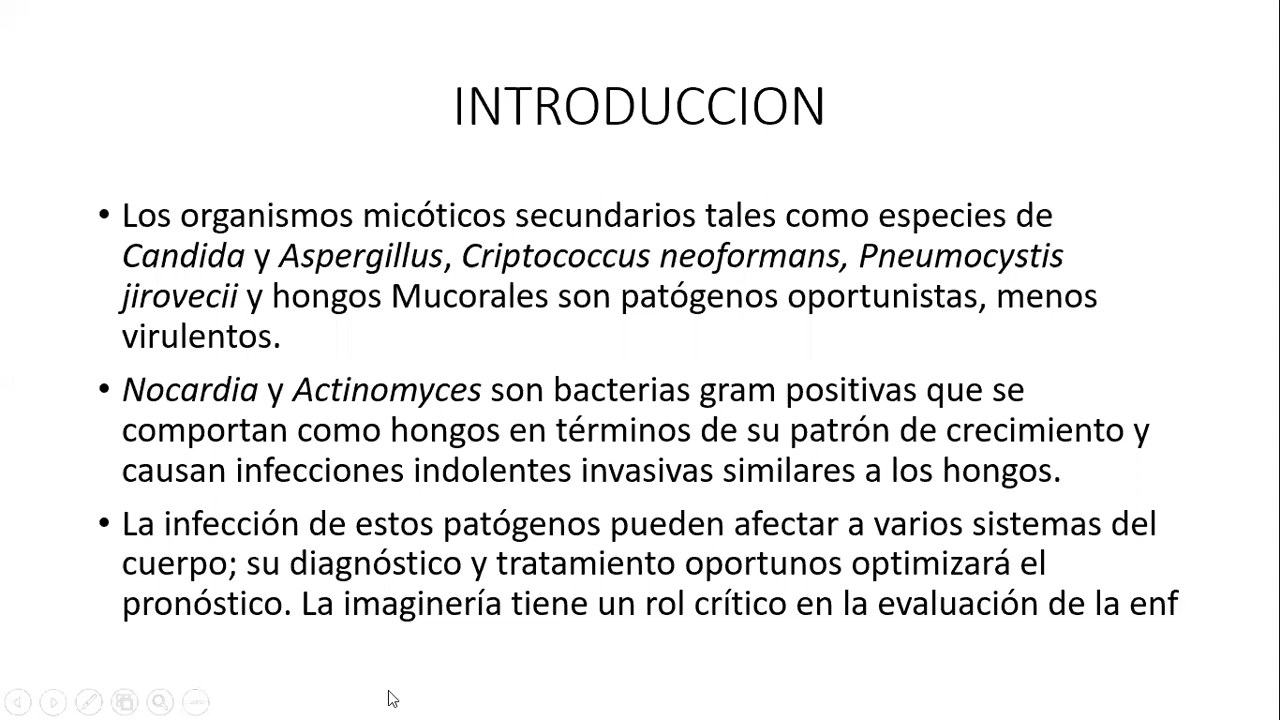 INTRODUCCION
• Los organismos micóticos secundarios tales como especies de
Candida y Aspergillus, Criptococcus neoformans, Pneumocystis
jirovecii y hongos Mucorales son patógenos oportunistas, menos
virulentos.
• Nocardia y Actinomyces son bacterias gram positivas que se
comportan como hongos en términos de su patrón de crecimiento y
causan infecciones indolentes invasivas similares a los hongos.
• La infección de estos patógenos pueden afectar a varios sistemas del
cuerpo; su diagnóstico y tratamiento oportunos optimizará el
pronóstico. La imaginería tiene un rol crítico en la evaluación de la enf